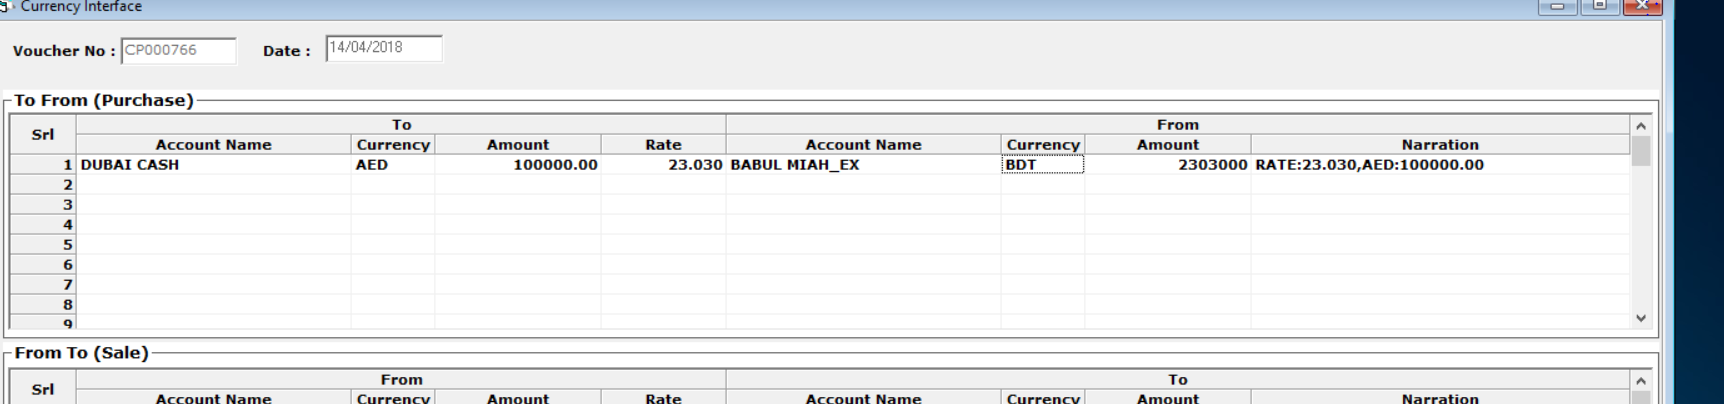 Currency Interface
Voucher No : CP000766 Date : 14/04/2018
To From (Purchase)
Srl To From
Account Name Currency Amount Rate Account Name Currency Amount Narration
1 DUBAI CASH AED 100000.00 23.030 BABUL MIAH_EX BDT 2303000 RATE:23.030,AED:100000.00
2
3
4
5
6
7
8
9
From To (Sale)
Srl From To
Account Name Currency Amount Rate Account Name Currency Amount Narration